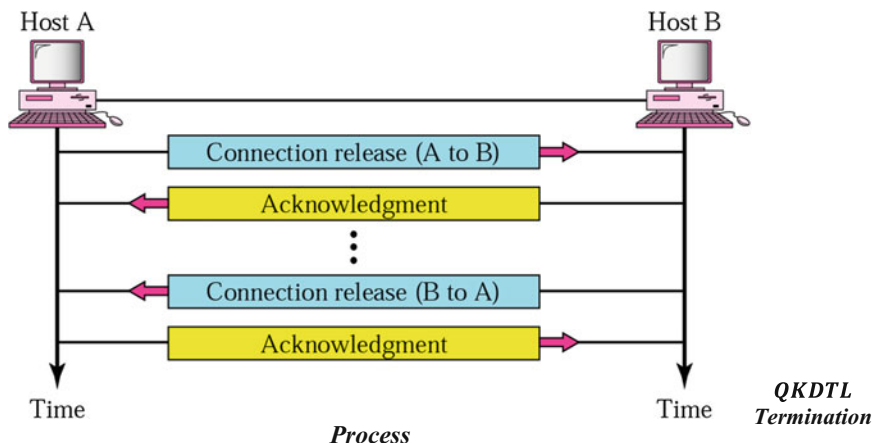 Host A
Host B
Connection release (A to B)
Acknowledgment
Connection release (B to A)
Acknowledgment
Time
Time
QKDTL
Termination
Process